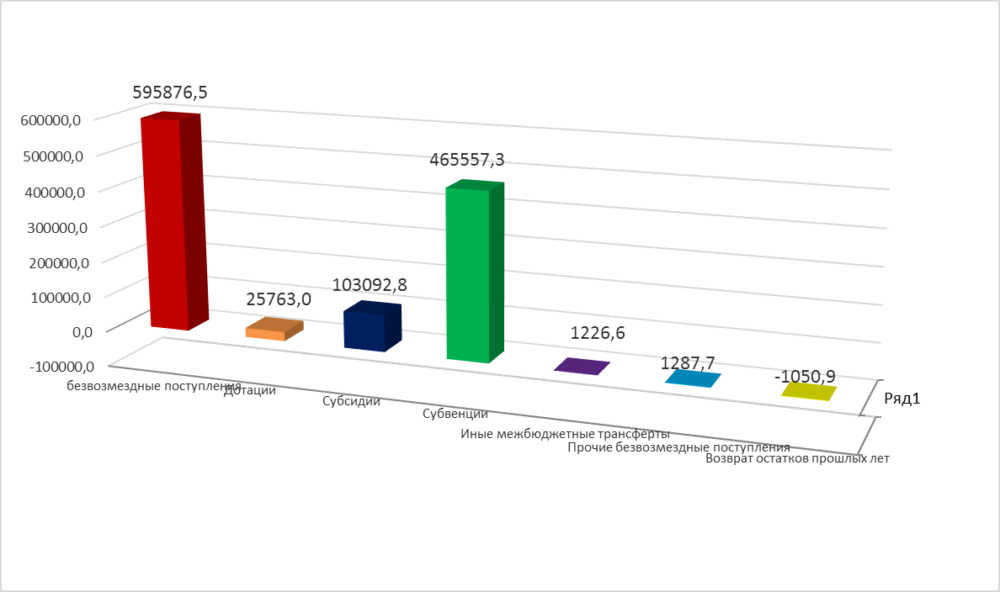 595876,5
25763,0
103092,8
465557,3
1226,6
1287,7
-1050,9
600000,0
500000,0
400000,0
300000,0
200000,0
100000,0
0,0
-100000,0
безвозмездные поступления
Дотации
Субсидии
Субвенции
Иные межбюджетные трансферты
Прочие безвозмездные поступления
Возврат остатков прошлых лет
Ряд1